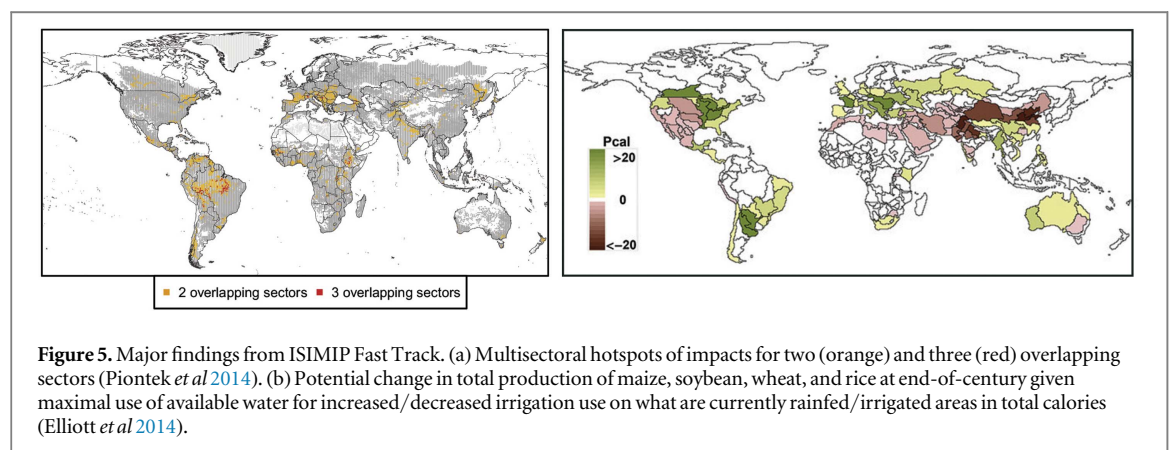 Pcal
>20
0
<-20
2 overlapping sectors 3 overlapping sectors
Figure 5. Major findings from ISIMIP Fast Track. (a) Multisectoral hotspots of impacts for two (orange) and three (red) overlapping
sectors (Piontek et al 2014). (b) Potential change in total production of maize, soybean, wheat, and rice at end-of-century given
maximal use of available water for increased/decreased irrigation use on what are currently rainfed/irrigated areas in total calories
(Elliott et al 2014).